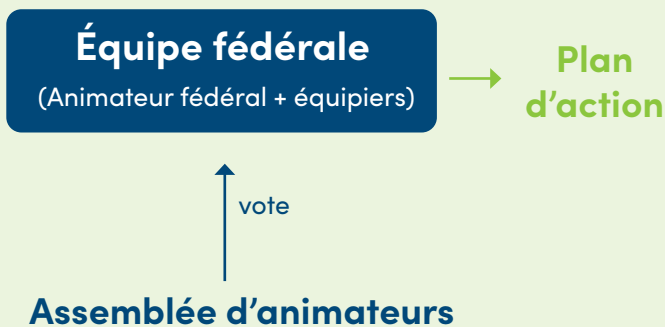 Équipe fédérale
(Animateur fédéral + équipiers)
Plan
d’action
vote
Assemblée d’animateurs